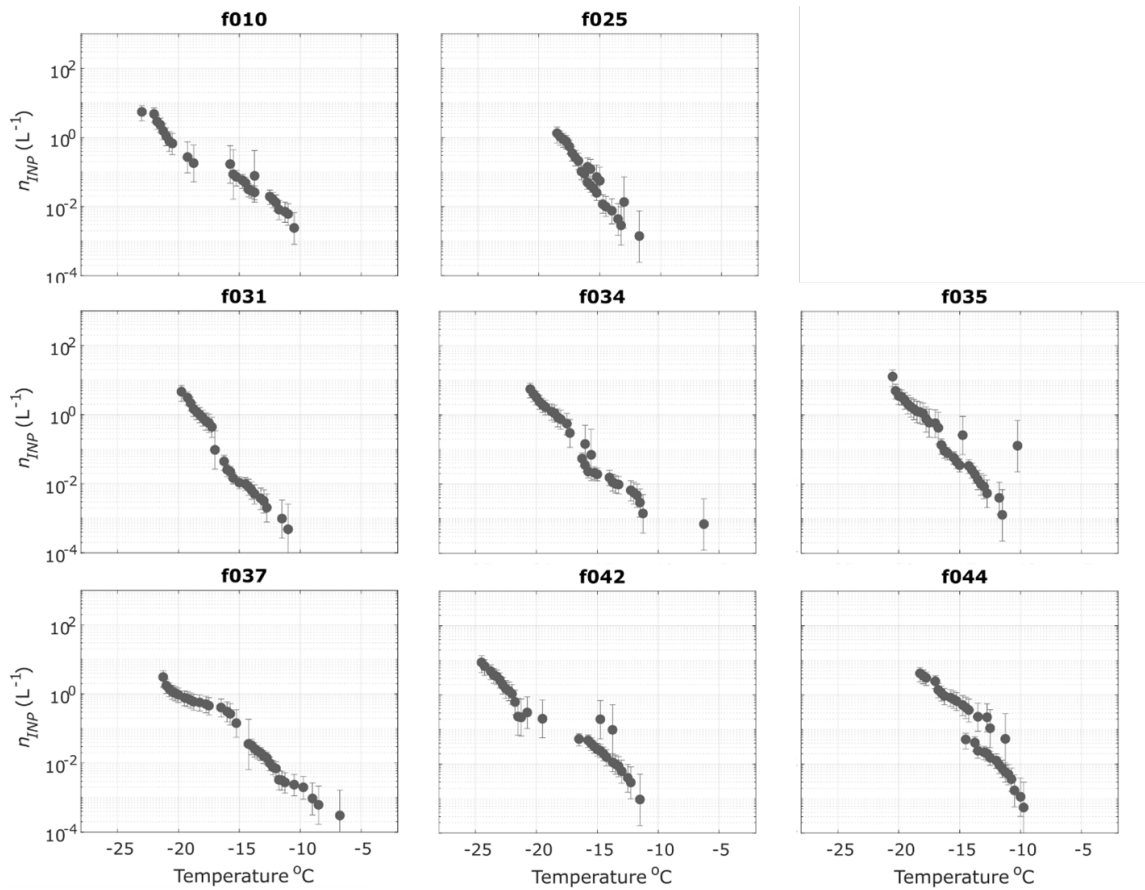 f010 f025
n_INP (L^-1) 10^2 10^0 10^-2 10^-4
f031 f034 f035
n_INP (L^-1) 10^2 10^0 10^-2 10^-4
f037 f042 f044
n_INP (L^-1) 10^2 10^0 10^-2 10^-4
-25 -20 -15 -10 -5 -25 -20 -15 -10 -5 -25 -20 -15 -10 -5
Temperature °C Temperature °C Temperature °C